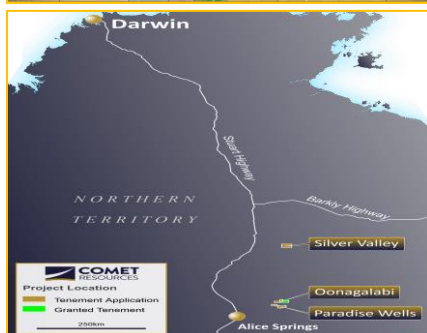 Darwin
Stuart Highway
NORTHERN
TERRITORY
Barkly Highway
Silver Valley
Oonagalabi
Paradise Wells
Alice Springs
COMET
RESOURCES
Project Location
Tenement Application
Granted Tenement
250km